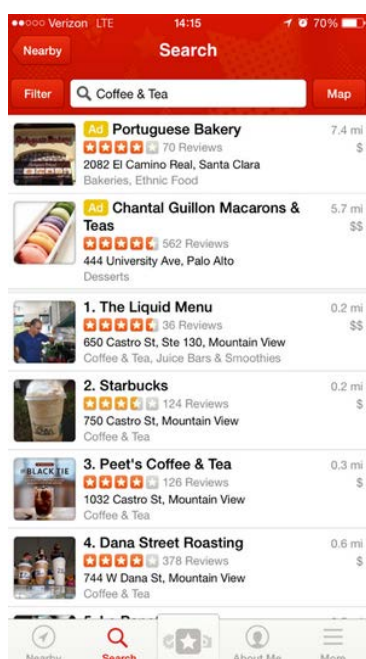 Verizon LTE 14:15 70%
Nearby Search
Filter Coffee & Tea Map
Ad Portuguese Bakery 7.4 mi
70 Reviews $
2082 El Camino Real, Santa Clara
Bakeries, Ethnic Food
Ad Chantal Guillon Macarons & 5.7 mi
Teas $$
562 Reviews
444 University Ave, Palo Alto
Desserts
1. The Liquid Menu 0.2 mi
36 Reviews $$
650 Castro St, Ste 130, Mountain View
Coffee & Tea, Juice Bars & Smoothies
2. Starbucks 0.2 mi
124 Reviews $
750 Castro St, Mountain View
Coffee & Tea
BLACK TIE
3. Peet's Coffee & Tea 0.3 mi
126 Reviews $
1032 Castro St, Mountain View
Coffee & Tea
4. Dana Street Roasting 0.6 mi
378 Reviews $
744 W Dana St, Mountain View
Coffee & Tea
Nearby Search About Me More